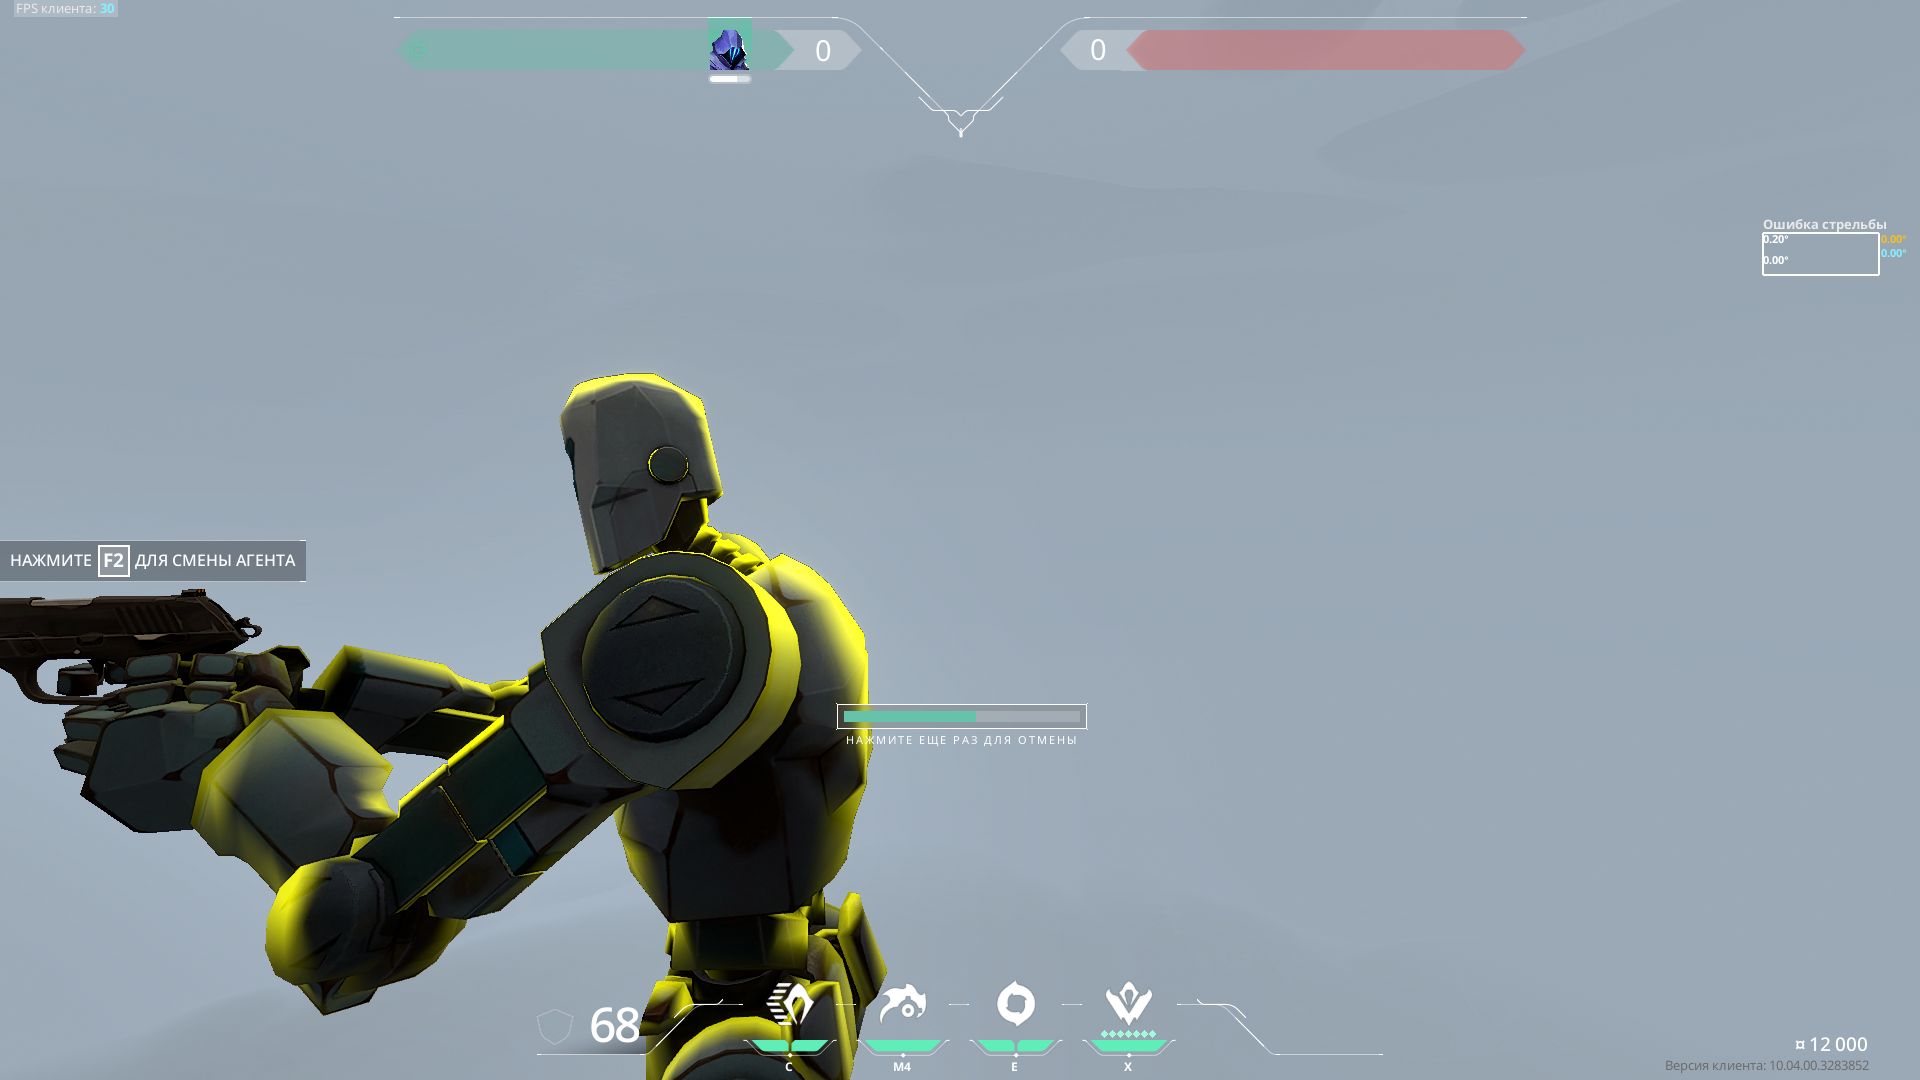 FPS клиента: 30
0
0
Ошибка стрельбы
0.20°
0.00°
0.00°
0.00°
НАЖМИТЕ F2 ДЛЯ СМЕНЫ АГЕНТА
НАЖМИТЕ ЕЩЕ РАЗ ДЛЯ ОТМЕНЫ
68
C
M4
E
X
¤ 12 000
Версия клиента: 10.04.00.3283852